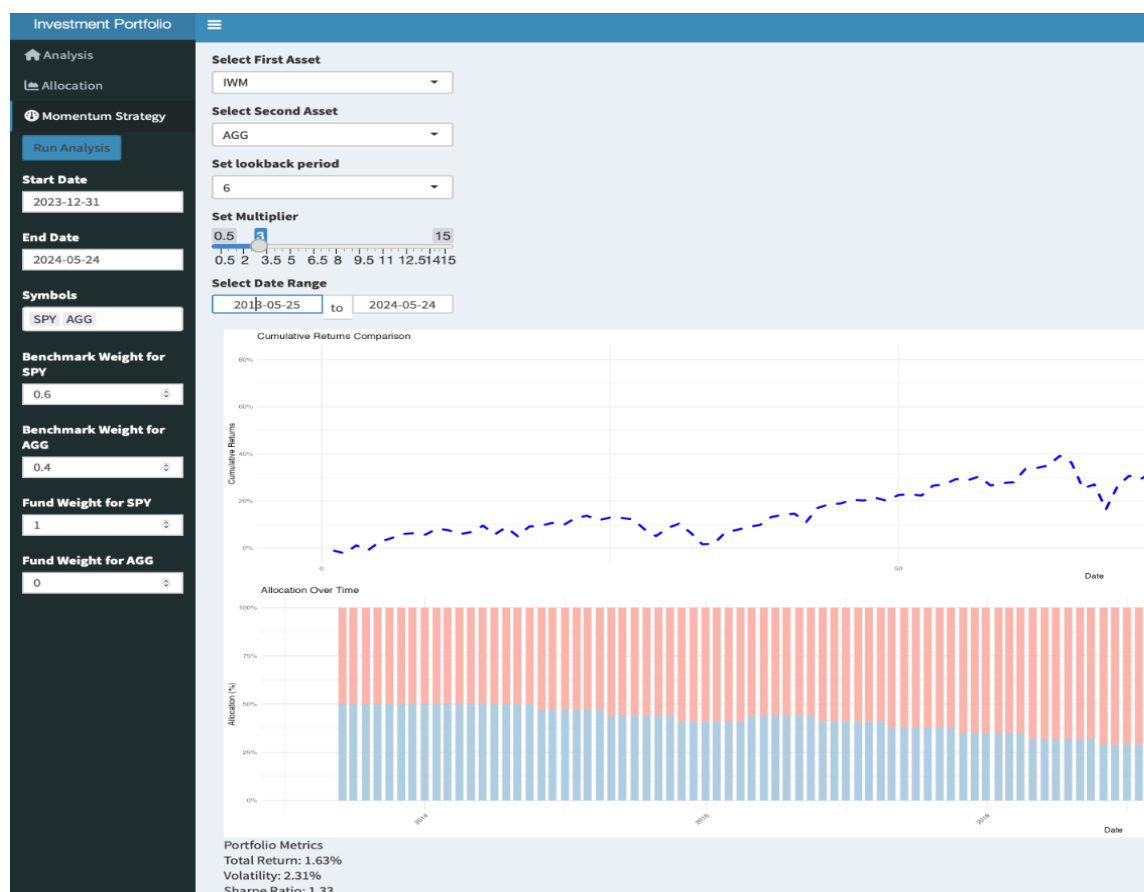 Investment Portfolio
Analysis
Allocation
Momentum Strategy
Run Analysis
Start Date
2023-12-31
End Date
2024-05-24
Symbols
SPY AGG
Benchmark Weight for
SPY
0.6
Benchmark Weight for
AGG
0.4
Fund Weight for SPY
1
Fund Weight for AGG
0
Select First Asset
IWM
Select Second Asset
AGG
Set lookback period
6
Set Multiplier
0.5 3 15
0.5 2 3.5 5 6.5 8 9.5 11 12.51415
Select Date Range
2013-05-25 to 2024-05-24
Cumulative Returns Comparison
Cumulative Returns
80%
60%
40%
20%
0%
0 50
Date
Allocation Over Time
Allocation (%)
100%
75%
50%
25%
0%
2014 2016 2018
Date
Portfolio Metrics
Total Return: 1.63%
Volatility: 2.31%
Sharpe Ratio: 1.33